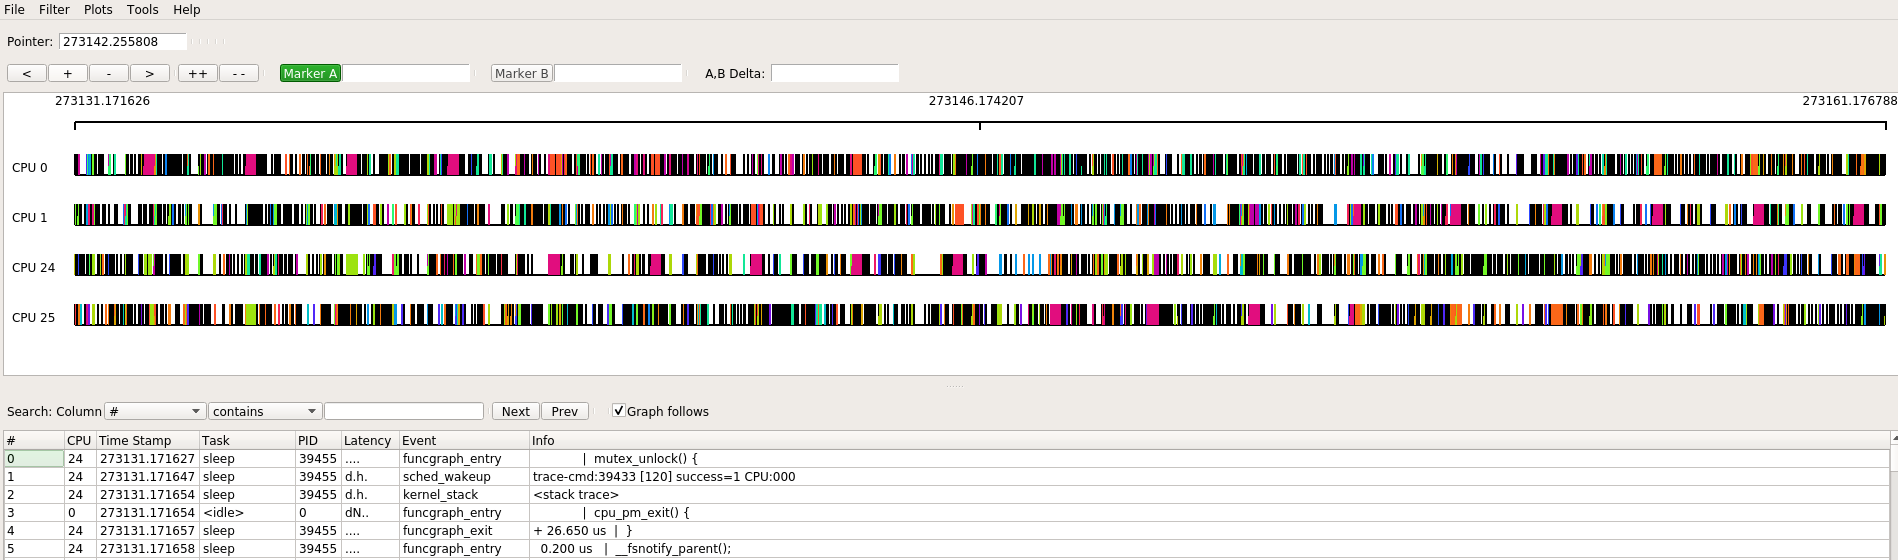 File Filter Plots Tools Help
Pointer: 273142.255808
< + - > ++ - - Marker A Marker B A,B Delta:
273131.171626 273146.174207 273161.176788
CPU 0
CPU 1
CPU 24
CPU 25
Search: Column # contains Next Prev Graph follows
# CPU Time Stamp Task PID Latency Event Info
0 24 273131.171627 sleep 39455 .... funcgraph_entry | mutex_unlock() {
1 24 273131.171647 sleep 39455 d.h. sched_wakeup trace-cmd:39433 [120] success=1 CPU:000
2 24 273131.171654 sleep 39455 d.h. kernel_stack <stack trace>
3 0 273131.171654 <idle> 0 dN.. funcgraph_entry | cpu_pm_exit() {
4 24 273131.171657 sleep 39455 .... funcgraph_exit + 26.650 us | }
5 24 273131.171658 sleep 39455 .... funcgraph_entry 0.200 us | __fsnotify_parent();